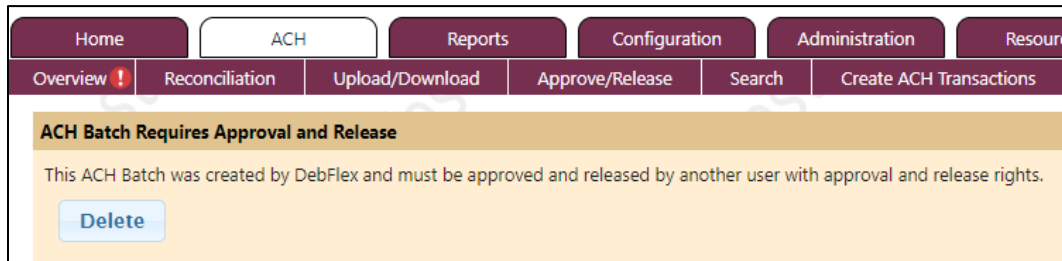 Home ACH Reports Configuration Administration
Overview ! Reconciliation Upload/Download Approve/Release Search Create ACH Transactions
ACH Batch Requires Approval and Release
This ACH Batch was created by DebFlex and must be approved and released by another user with approval and release rights.
Delete